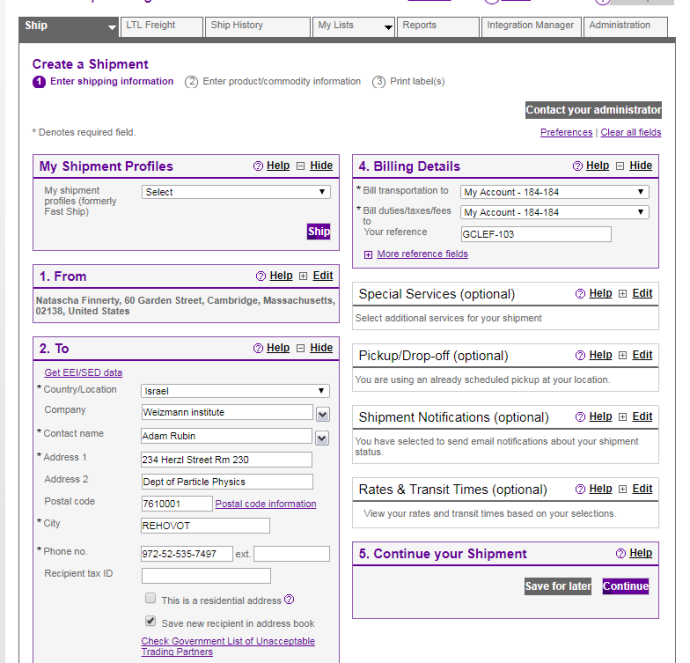 Ship
LTL Freight
Ship History
My Lists
Reports
Integration Manager
Administration
Create a Shipment
1 Enter shipping information (2) Enter product/commodity information (3) Print label(s)
Contact your administrator
* Denotes required field.
Preferences | Clear all fields
My Shipment Profiles
Help Hide
My shipment
profiles (formerly
Fast Ship)
Select
Ship
1. From
Help Edit
Natascha Finnerty, 60 Garden Street, Cambridge, Massachusetts,
02138, United States
2. To
Help Hide
Get EEI/SED data
* Country/Location Israel
Company Weizmann institute
* Contact name Adam Rubin
* Address 1 234 Herzl Street Rm 230
Address 2 Dept of Particle Physics
Postal code 7610001 Postal code information
* City REHOVOT
* Phone no. 972-52-535-7497 ext.
Recipient tax ID
This is a residential address
Save new recipient in address book
Check Government List of Unacceptable
Trading Partners
4. Billing Details
Help Hide
* Bill transportation to My Account - 184-184
* Bill duties/taxes/fees
to
My Account - 184-184
Your reference GCLEF-103
More reference fields
Special Services (optional)
Help Edit
Select additional services for your shipment
Pickup/Drop-off (optional)
Help Edit
You are using an already scheduled pickup at your location.
Shipment Notifications (optional)
Help Edit
You have selected to send email notifications about your shipment
status.
Rates & Transit Times (optional)
Help Edit
View your rates and transit times based on your selections.
5. Continue your Shipment
Help
Save for later
Continue